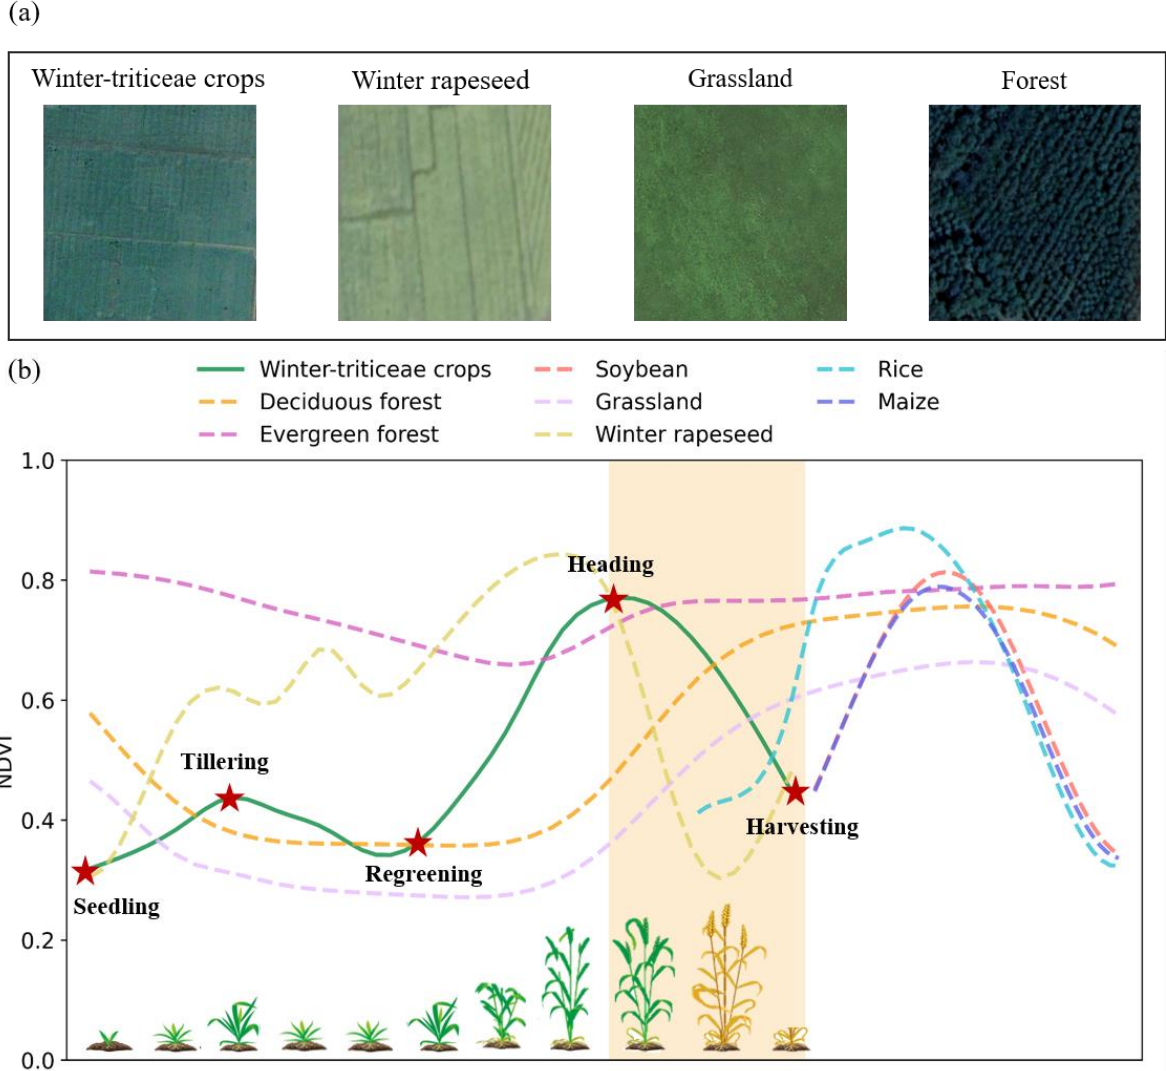 (a)
Winter-triticeae crops Winter rapeseed Grassland Forest
(b)
Winter-triticeae crops Soybean Rice
Deciduous forest Grassland Maize
Evergreen forest Winter rapeseed
1.0
0.8
0.6
0.4
0.2
0.0
NDVI
Heading
Tillering
Harvesting
Regreening
Seedling